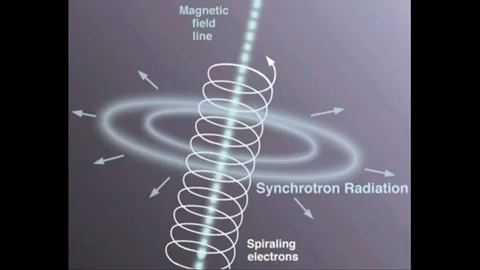 Magnetic
field
line
Synchrotron Radiation
Spiraling
electrons